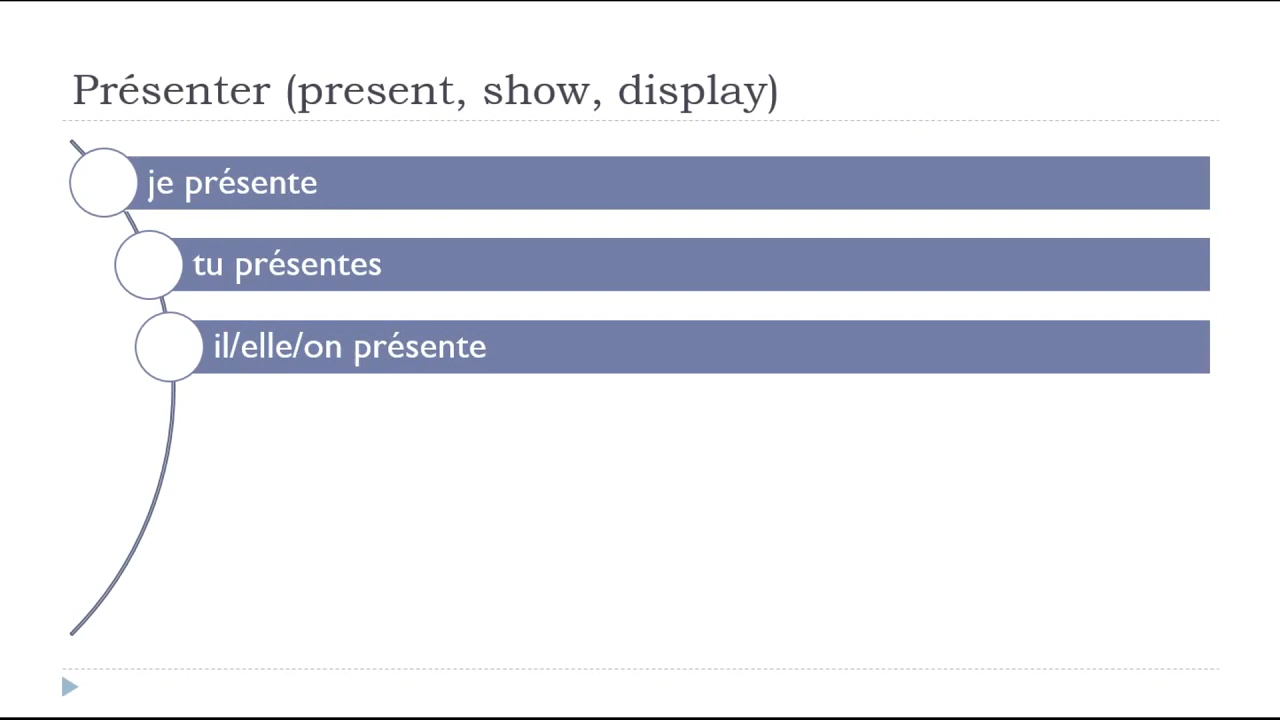 Présenter (present, show, display)
je présente
tu présentes
il/elle/on présente